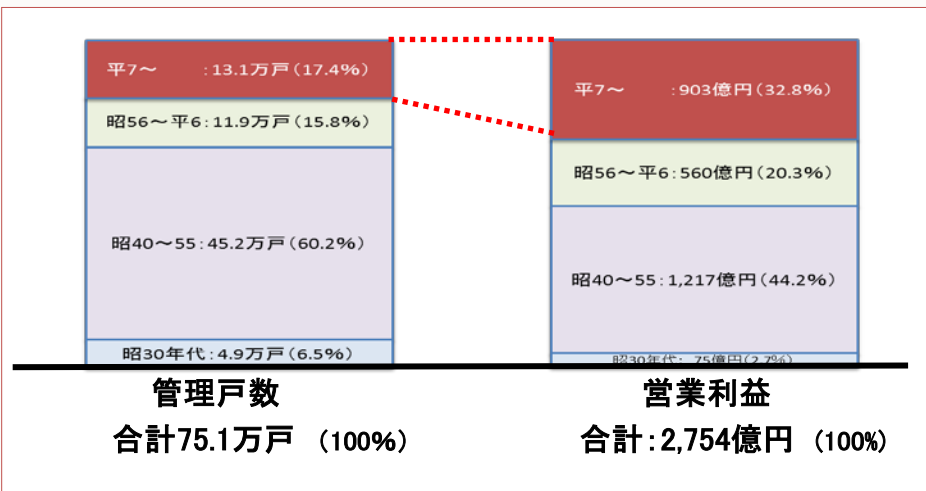 平7～　　：13.1万戸（17.4%）
昭56～平6：11.9万戸（15.8%）
昭40～55：45.2万戸（60.2%）
昭30年代：4.9万戸（6.5%）
管理戸数
合計75.1万戸（100%）
平7～　　：903億円（32.8%）
昭56～平6：560億円（20.3%）
昭40～55：1,217億円（44.2%）
昭30年代： 75億円（2.7%）
営業利益
合計：2,754億円（100%）